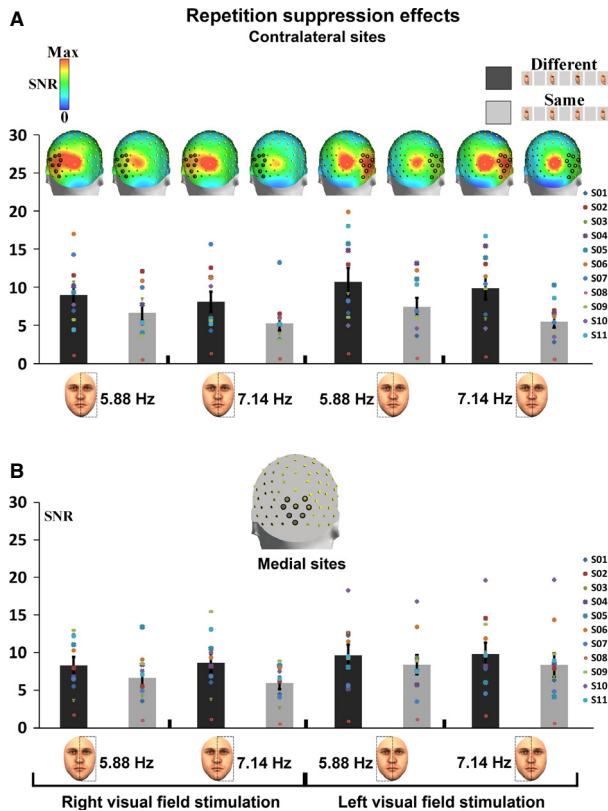 A
Repetition suppression effects
Contralateral sites
Max
SNR
0
Different
Same
30
25
20
15
10
5
0
S01
S02
S03
S04
S05
S06
S07
S08
S09
S10
S11
5.88 Hz
7.14 Hz
5.88 Hz
7.14 Hz
B
SNR
Medial sites
30
25
20
15
10
5
0
S01
S02
S03
S04
S05
S06
S07
S08
S09
S10
S11
5.88 Hz
7.14 Hz
5.88 Hz
7.14 Hz
Right visual field stimulation
Left visual field stimulation